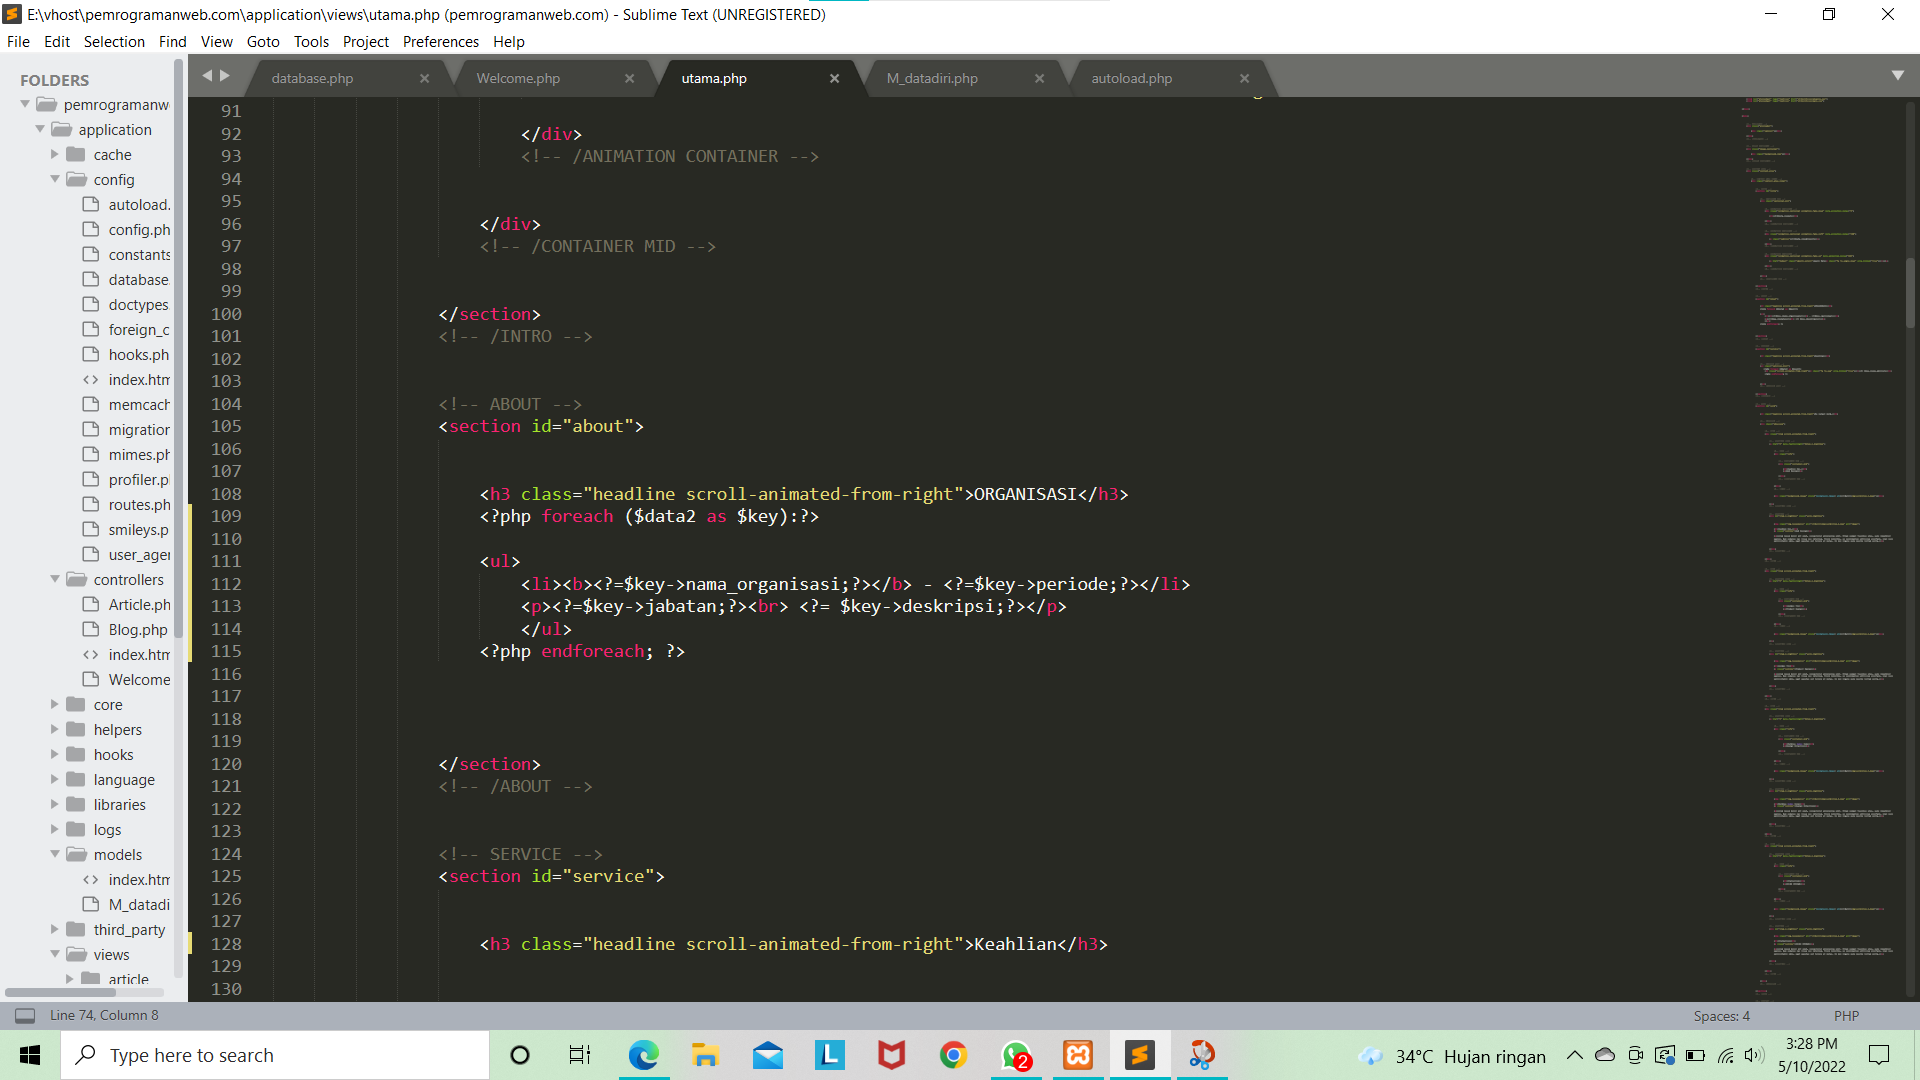 E:\vhost\pemrogramanweb.com\application\views\utama.php (pemrogramanweb.com) - Sublime Text (UNREGISTERED)
File Edit Selection Find View Goto Tools Project Preferences Help
FOLDERS
pemrogramanw
application
cache
config
autoload.
config.ph
constants
database.
doctypes
foreign_c
hooks.ph
index.htm
memcach
migration
mimes.ph
profiler.p
routes.ph
smileys.p
user_ager
controllers
Article.ph
Blog.php
index.htm
Welcome
core
helpers
hooks
language
libraries
logs
models
index.htm
M_datadi
third_party
views
article
database.php Welcome.php utama.php M_datadiri.php autoload.php
91
92 </div>
93 <!-- /ANIMATION CONTAINER -->
94
95
96 </div>
97 <!-- /CONTAINER MID -->
98
99
100 </section>
101 <!-- /INTRO -->
102
103
104 <!-- ABOUT -->
105 <section id="about">
106
107
108 <h3 class="headline scroll-animated-from-right">ORGANISASI</h3>
109 <?php foreach ($data2 as $key):?>
110
111 <ul>
112 <li><b><?=$key->nama_organisasi;?></b> - <?=$key->periode;?></li>
113 <p><?=$key->jabatan;?><br> <?= $key->deskripsi;?></p>
114 </ul>
115 <?php endforeach; ?>
116
117
118
119
120 </section>
121 <!-- /ABOUT -->
122
123
124 <!-- SERVICE -->
125 <section id="service">
126
127
128 <h3 class="headline scroll-animated-from-right">Keahlian</h3>
129
130
Line 74, Column 8 Spaces: 4 PHP
Type here to search
L
2
34°C Hujan ringan
3:28 PM
5/10/2022